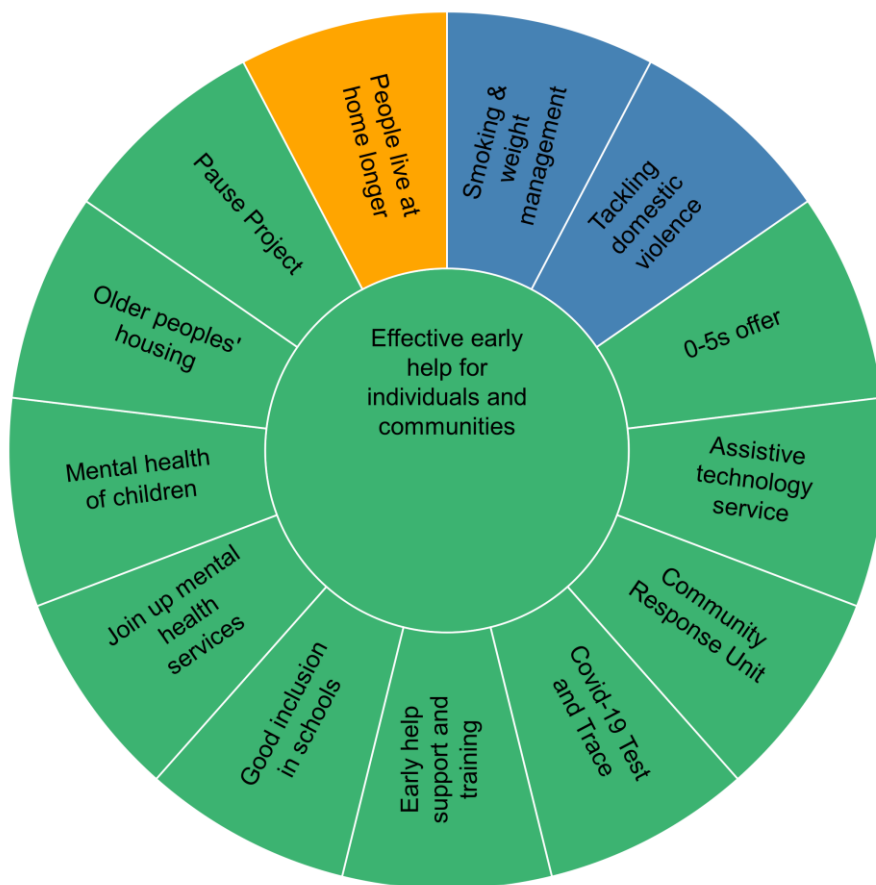 Effective early
help for
individuals and
communities
Smoking &
weight
management
Tackling
domestic
violence
0-5s offer
Assistive
technology
service
Community
Response Unit
Covid-19 Test
and Trace
Early help
support and
training
Good inclusion
in schools
Join up mental
health
services
Mental health
of children
Older peoples'
housing
Pause Project
People live at
home longer